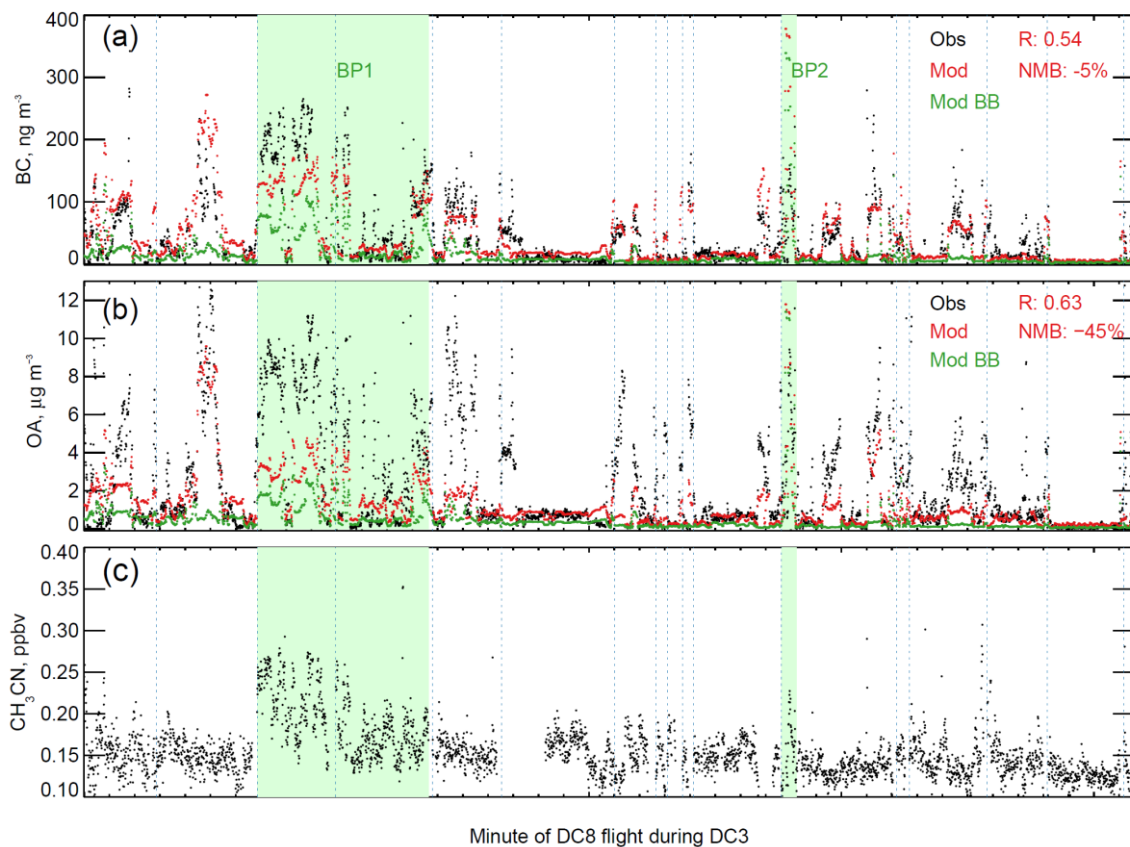 (a)
BP1
BP2
Obs R: 0.54
Mod NMB: -5%
Mod BB
400
300
200
100
0
BC, ng m⁻³
(b)
Obs R: 0.63
Mod NMB: −45%
Mod BB
12
10
8
6
4
2
0
OA, µg m⁻³
(c)
0.40
0.35
0.30
0.25
0.20
0.15
0.10
CH₃CN, ppbv
Minute of DC8 flight during DC3